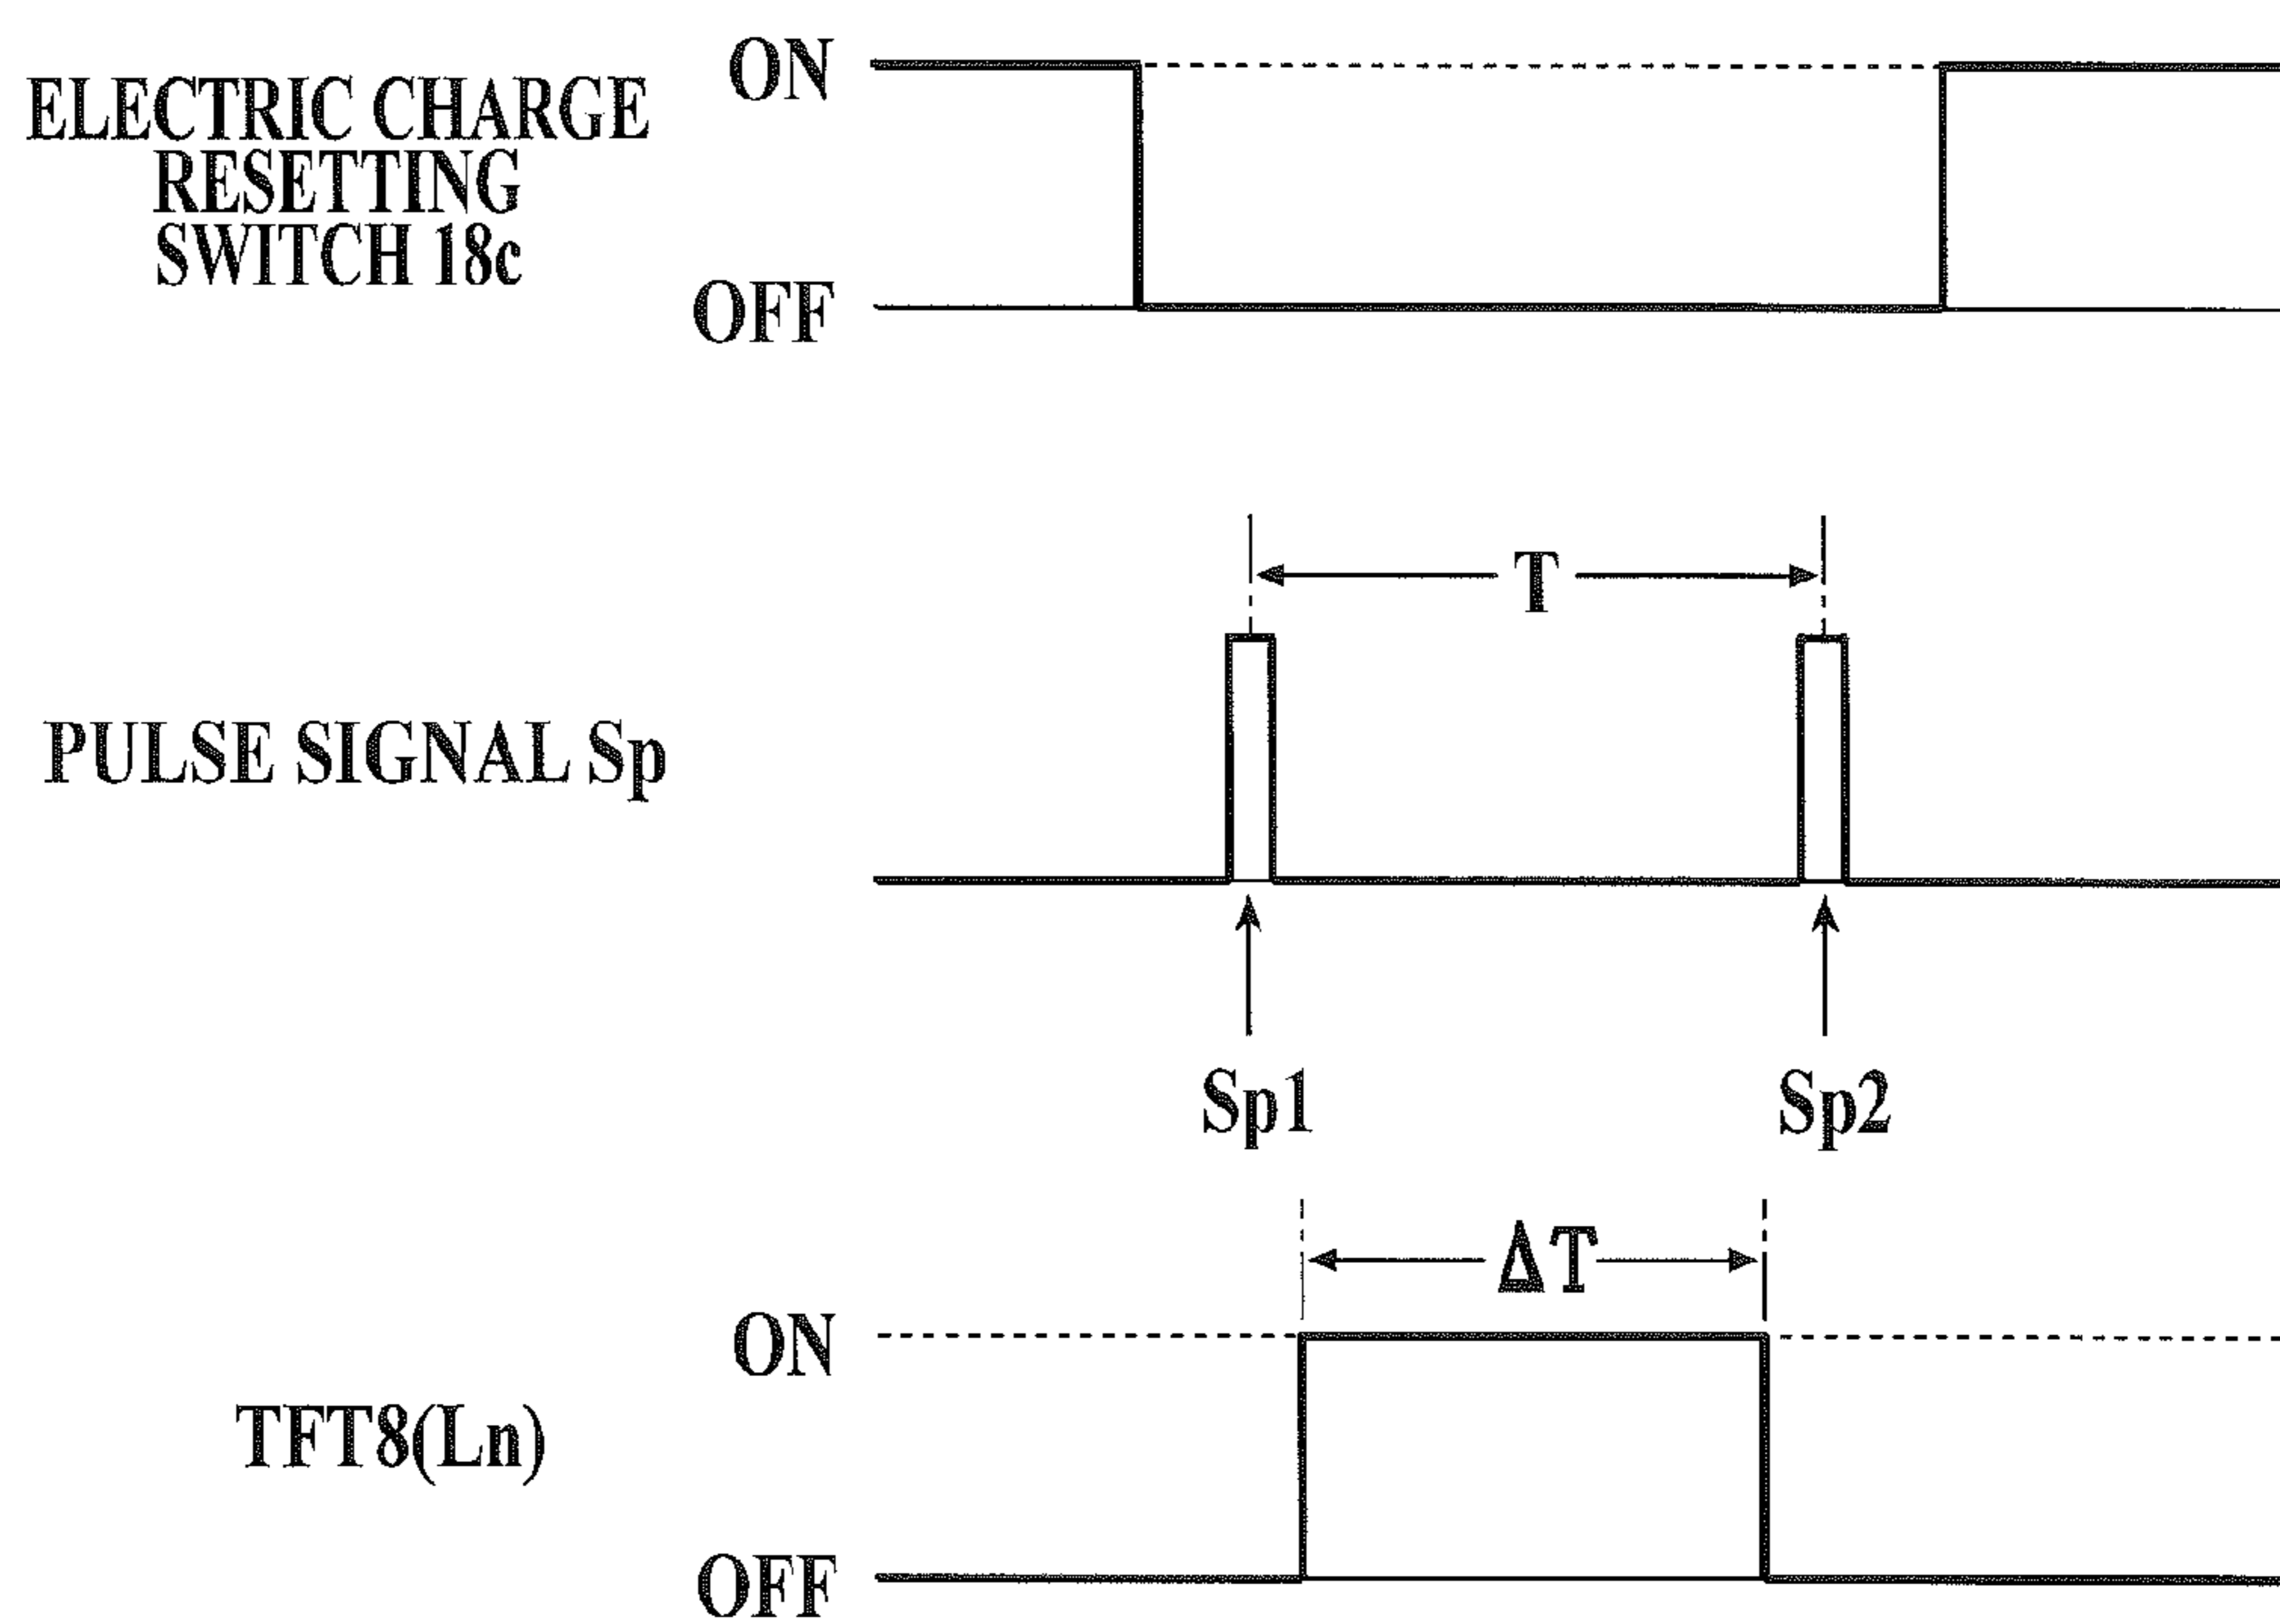 ELECTRIC CHARGE
RESETTING
SWITCH 18c
ON
OFF
T
PULSE SIGNAL Sp
Sp1
Sp2
ΔT
ON
TFT8(Ln)
OFF